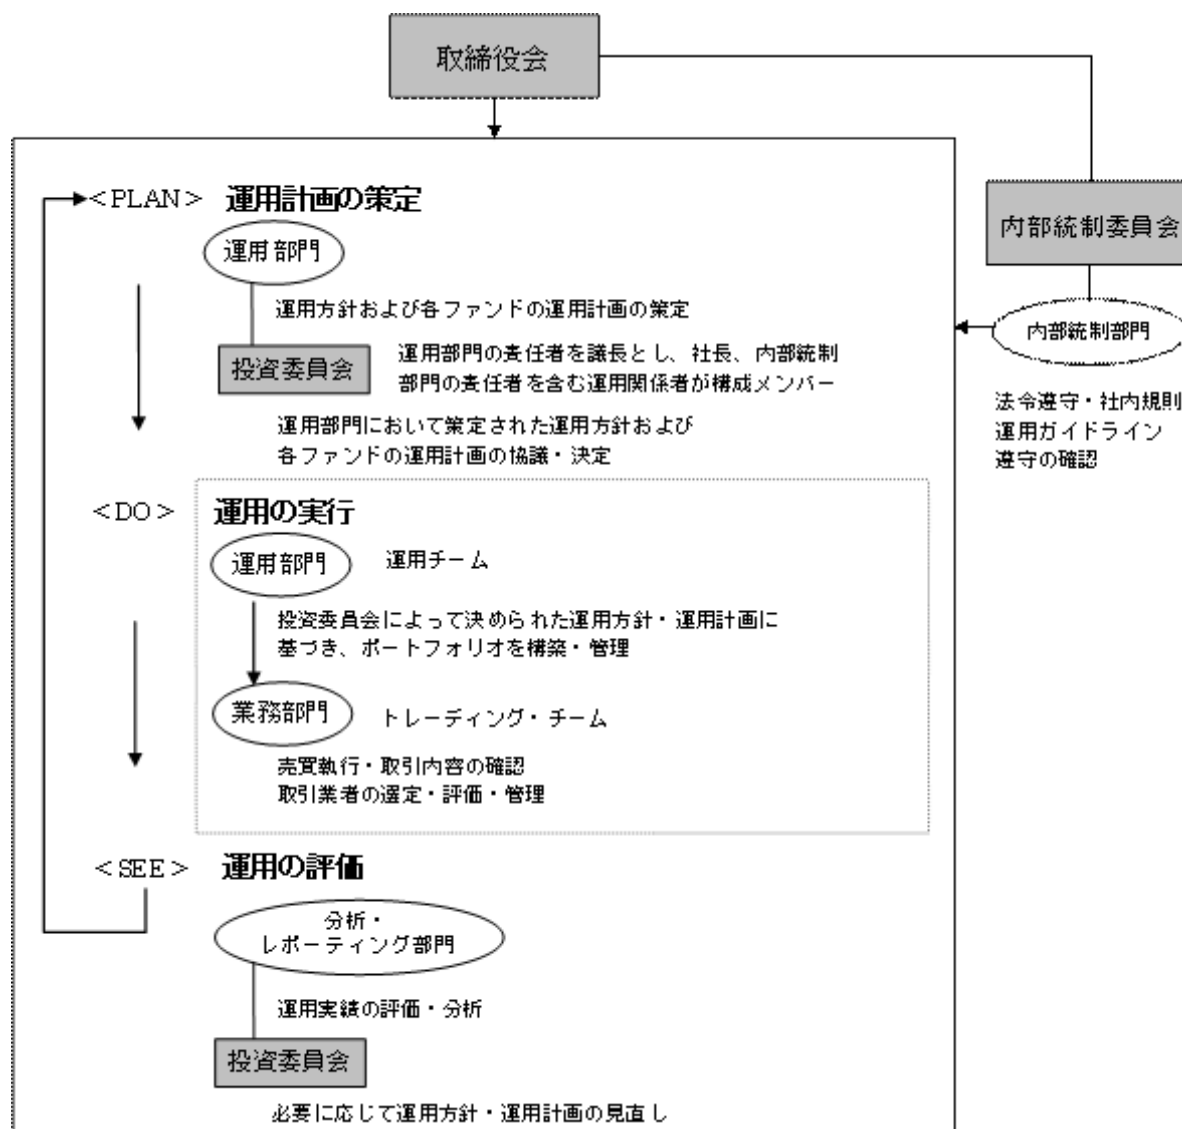 取締役会
<PLAN> 運用計画の策定
運用部門
運用方針および各ファンドの運用計画の策定
投資委員会
運用部門の責任者を議長とし、社長、内部統制
部門の責任者を含む運用関係者が構成メンバー
運用部門において策定された運用方針および
各ファンドの運用計画の協議・決定
<DO> 運用の実行
運用部門 運用チーム
投資委員会によって決められた運用方針・運用計画に
基づき、ポートフォリオを構築・管理
業務部門 トレーディング・チーム
売買執行・取引内容の確認
取引業者の選定・評価・管理
<SEE> 運用の評価
分析・
レポーティング部門
運用実績の評価・分析
投資委員会
必要に応じて運用方針・運用計画の見直し
内部統制委員会
内部統制部門
法令遵守・社内規則
運用ガイドライン
遵守の確認